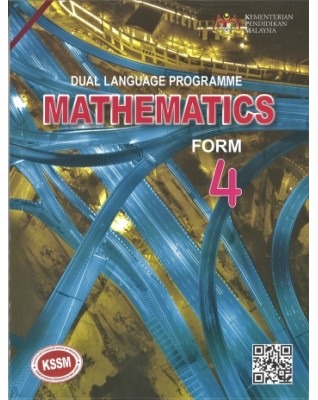 KEMENTERIAN
PENDIDIKAN
MALAYSIA
DUAL LANGUAGE PROGRAMME
MATHEMATICS
FORM
4
KSSM